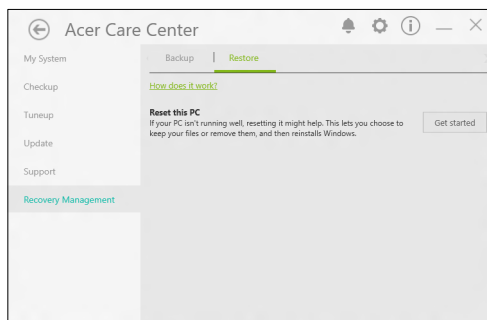 Acer Care Center
My System
Checkup
Tuneup
Update
Support
Recovery Management
Backup | Restore
How does it work?
Reset this PC
If your PC isn't running well, resetting it might help. This lets you choose to
keep your files or remove them, and then reinstalls Windows.
Get started